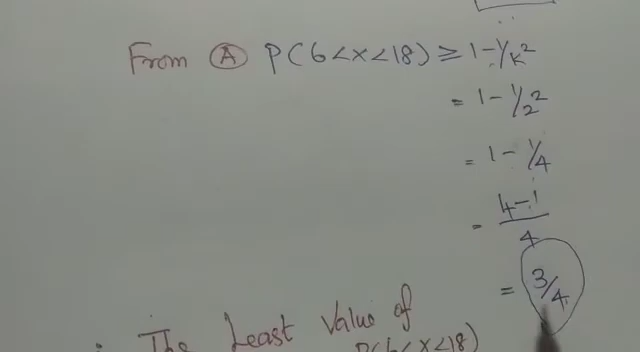 From Ⓐ P(6<x<18) ≥ 1-1/k²
= 1-1/2²
= 1-1/4
= 4-1/4
= 3/4
∴ The Least Value of
P(6<x<18)